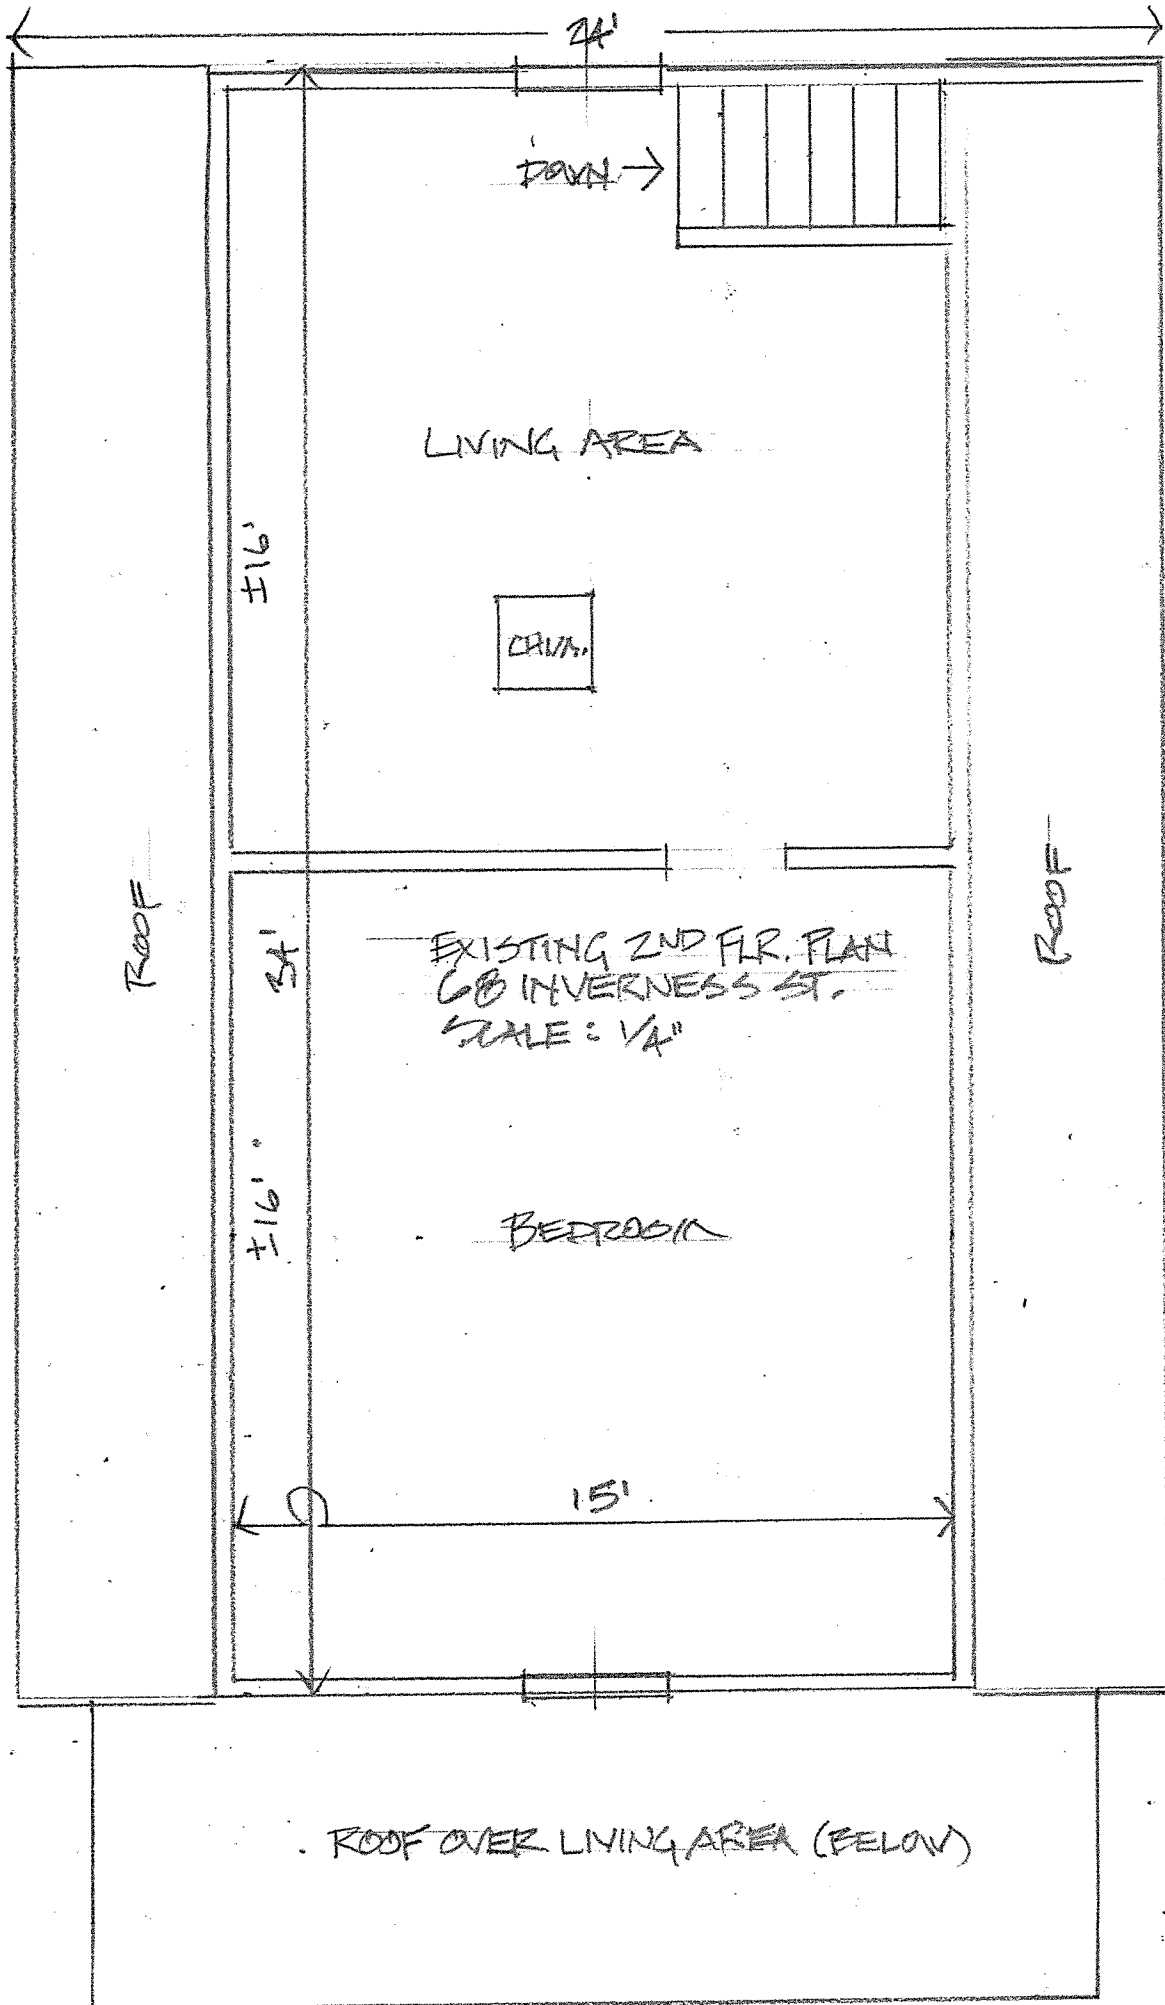 24'
DOWN →
LIVING AREA
±16'
CHM.
ROOF
34'
ROOF
EXISTING 2ND FLR. PLAN
68 INVERNESS ST.
SCALE : 1/4"
±16'
BEDROOM
15'
ROOF OVER LIVING AREA (BELOW)